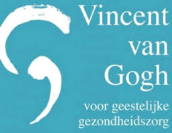 Vincent
van
Gogh
voor geestelijke
gezondheidszorg